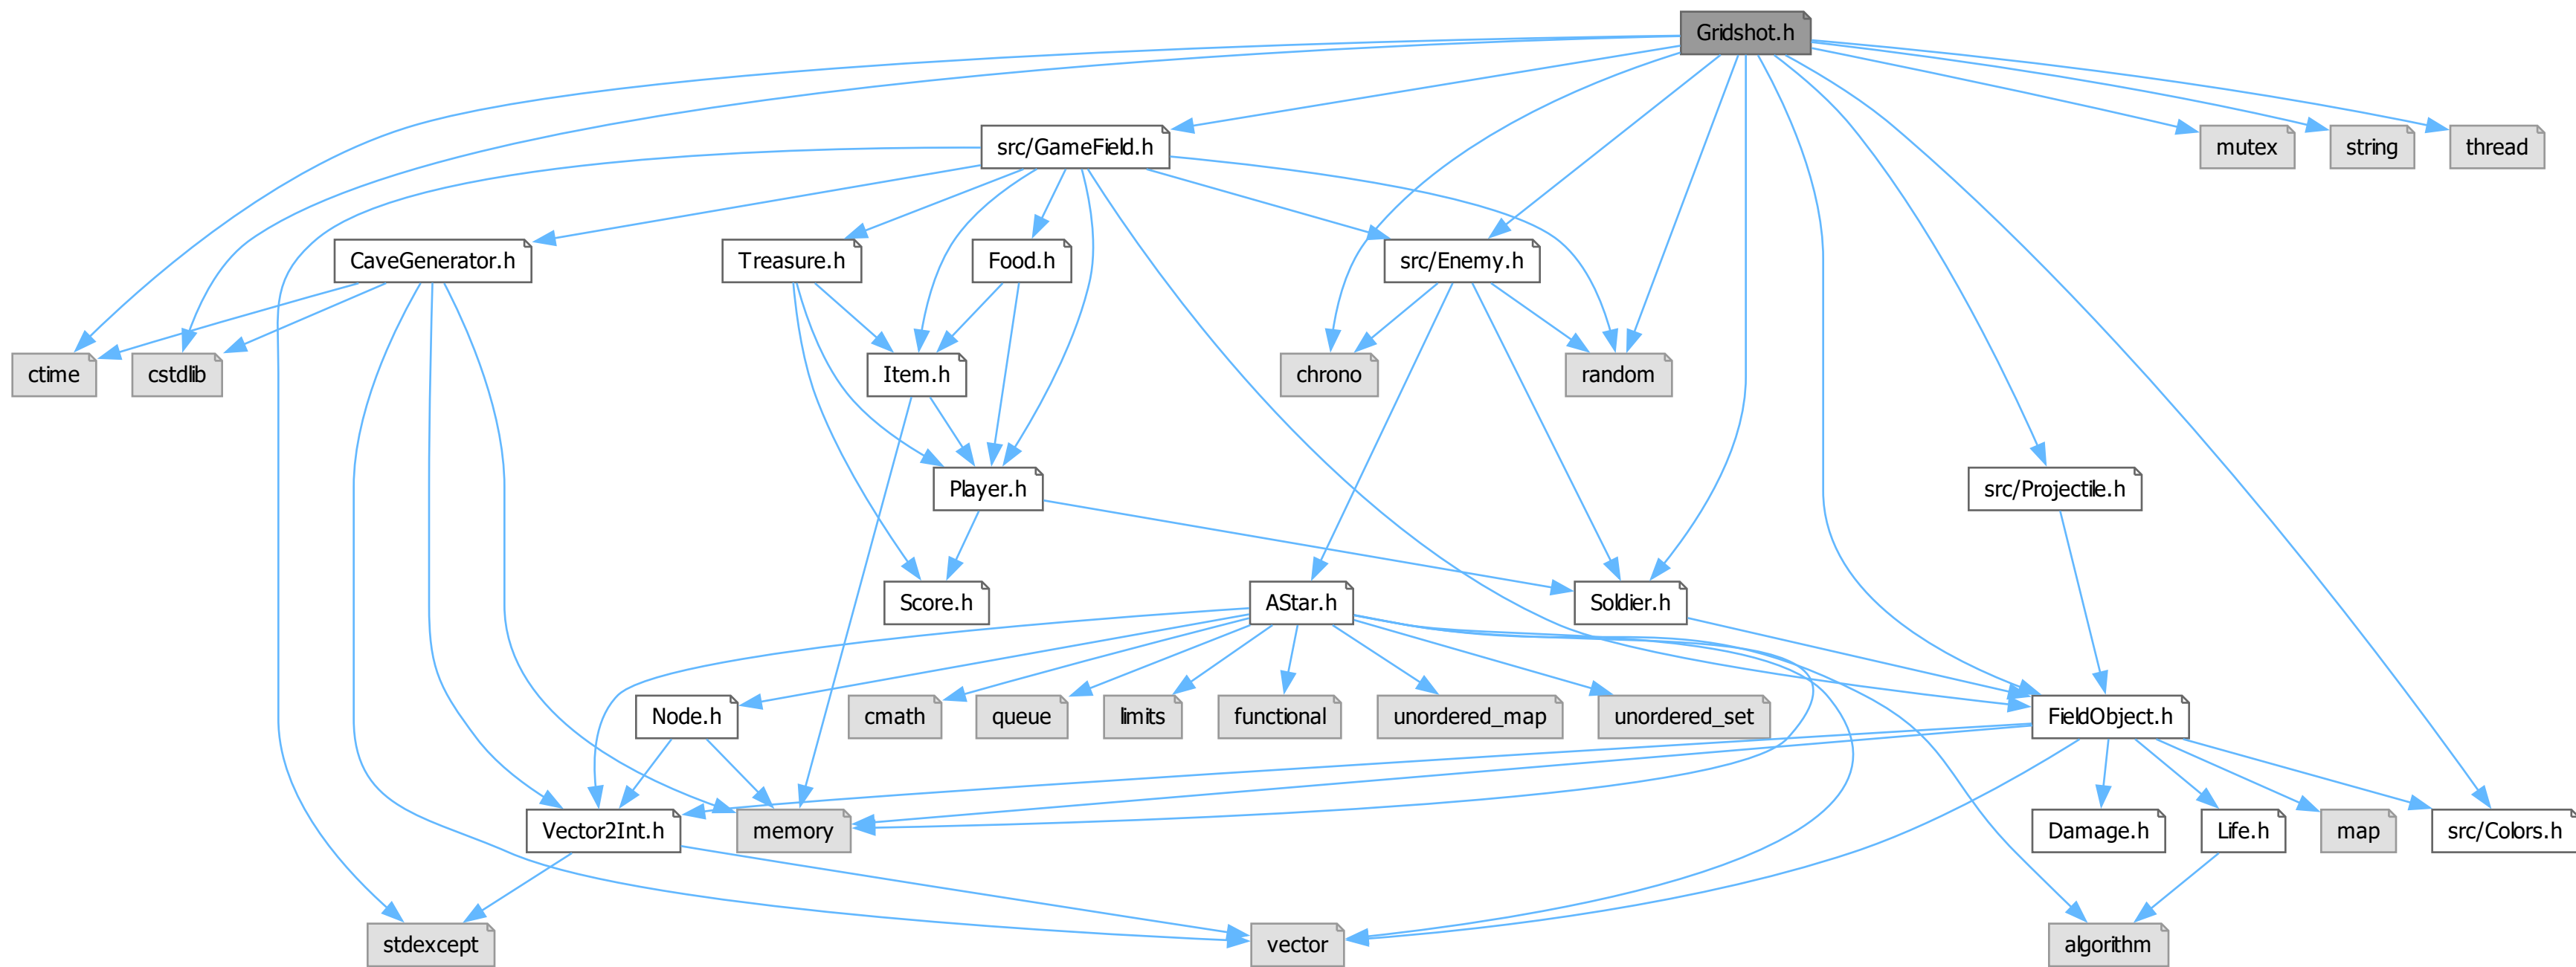 Gridshot.h
src/GameField.h
mutex
string
thread
CaveGenerator.h
Treasure.h
Food.h
src/Enemy.h
ctime
cstdlib
Item.h
chrono
random
Player.h
src/Projectile.h
Score.h
AStar.h
Soldier.h
Node.h
cmath
queue
limits
functional
unordered_map
unordered_set
FieldObject.h
Vector2Int.h
memory
Damage.h
Life.h
map
src/Colors.h
stdexcept
vector
algorithm